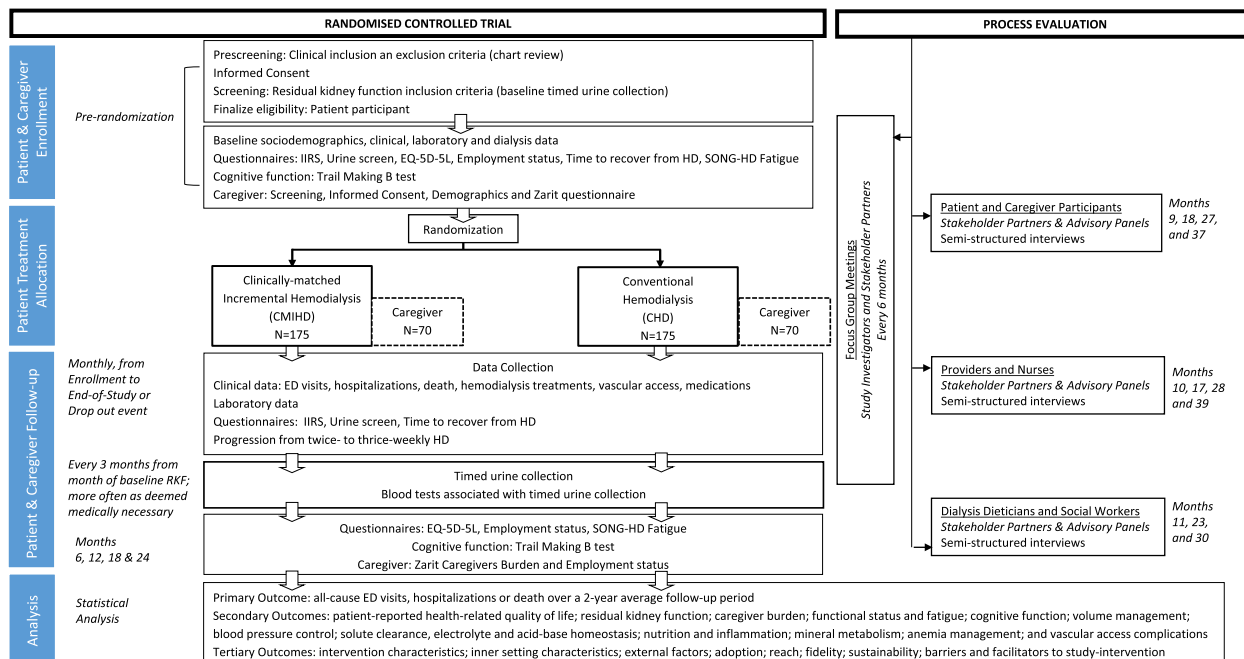 RANDOMISED CONTROLLED TRIAL
PROCESS EVALUATION
Patient & Caregiver
Enrollment
Pre-randomization
Prescreening: Clinical inclusion an exclusion criteria (chart review)
Informed Consent
Screening: Residual kidney function inclusion criteria (baseline timed urine collection)
Finalize eligibility: Patient participant
Baseline sociodemographics, clinical, laboratory and dialysis data
Questionnaires: IIRS, Urine screen, EQ-5D-5L, Employment status, Time to recover from HD, SONG-HD Fatigue
Cognitive function: Trail Making B test
Caregiver: Screening, Informed Consent, Demographics and Zarit questionnaire
Patient Treatment
Allocation
Randomization
Clinically-matched
Incremental Hemodialysis
(CMIHD)
N=175
Caregiver
N=70
Conventional
Hemodialysis
(CHD)
N=175
Caregiver
N=70
Patient & Caregiver Follow-up
Monthly, from
Enrollment to
End-of-Study or
Drop out event
Data Collection
Clinical data: ED visits, hospitalizations, death, hemodialysis treatments, vascular access, medications
Laboratory data
Questionnaires: IIRS, Urine screen, Time to recover from HD
Progression from twice- to thrice-weekly HD
Every 3 months from
month of baseline RKF;
more often as deemed
medically necessary
Timed urine collection
Blood tests associated with timed urine collection
Months
6, 12, 18 & 24
Questionnaires: EQ-5D-5L, Employment status, SONG-HD Fatigue
Cognitive function: Trail Making B test
Caregiver: Zarit Caregivers Burden and Employment status
Analysis
Statistical
Analysis
Primary Outcome: all-cause ED visits, hospitalizations or death over a 2-year average follow-up period
Secondary Outcomes: patient-reported health-related quality of life; residual kidney function; caregiver burden; functional status and fatigue; cognitive function; volume management;
blood pressure control; solute clearance, electrolyte and acid-base homeostasis; nutrition and inflammation; mineral metabolism; anemia management; and vascular access complications
Tertiary Outcomes: intervention characteristics; inner setting characteristics; external factors; adoption; reach; fidelity; sustainability; barriers and facilitators to study-intervention
Focus Group Meetings
Study Investigators and Stakeholder Partners
Every 6 months
Patient and Caregiver Participants
Stakeholder Partners & Advisory Panels
Semi-structured interviews
Months
9, 18, 27,
and 37
Providers and Nurses
Stakeholder Partners & Advisory Panels
Semi-structured interviews
Months
10, 17, 28
and 39
Dialysis Dieticians and Social Workers
Stakeholder Partners & Advisory Panels
Semi-structured interviews
Months
11, 23,
and 30